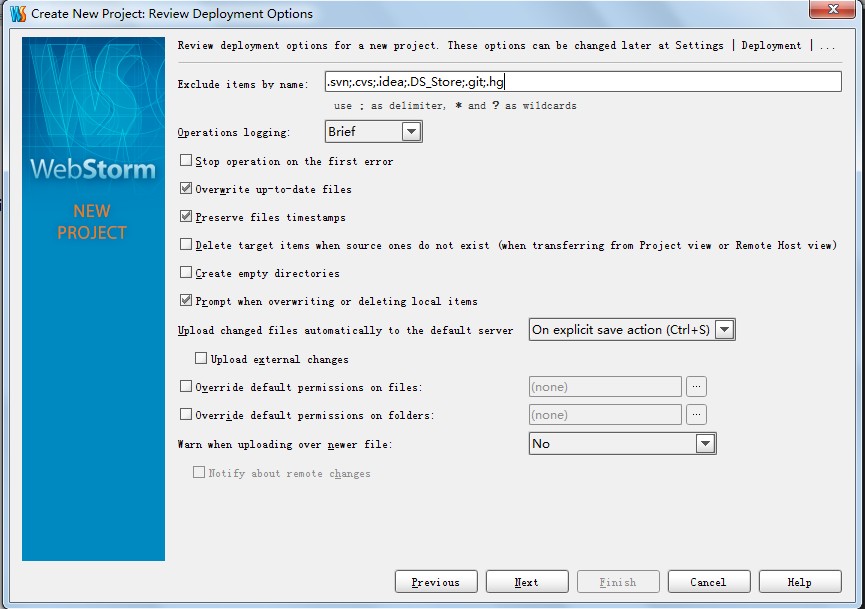 Create New Project: Review Deployment Options
Review deployment options for a new project. These options can be changed later at Settings | Deployment | ...
Exclude items by name: .svn;.cvs;.idea;.DS_Store;.git;.hg
use ; as delimiter, * and ? as wildcards
Operations logging: Brief
Stop operation on the first error
Overwrite up-to-date files
Preserve files timestamps
Delete target items when source ones do not exist (when transferring from Project view or Remote Host view)
Create empty directories
Prompt when overwriting or deleting local items
Upload changed files automatically to the default server On explicit save action (Ctrl+S)
Upload external changes
Override default permissions on files: (none) ...
Override default permissions on folders: (none) ...
Warn when uploading over newer file: No
Notify about remote changes
WebStorm
NEW
PROJECT
Previous Next Finish Cancel Help